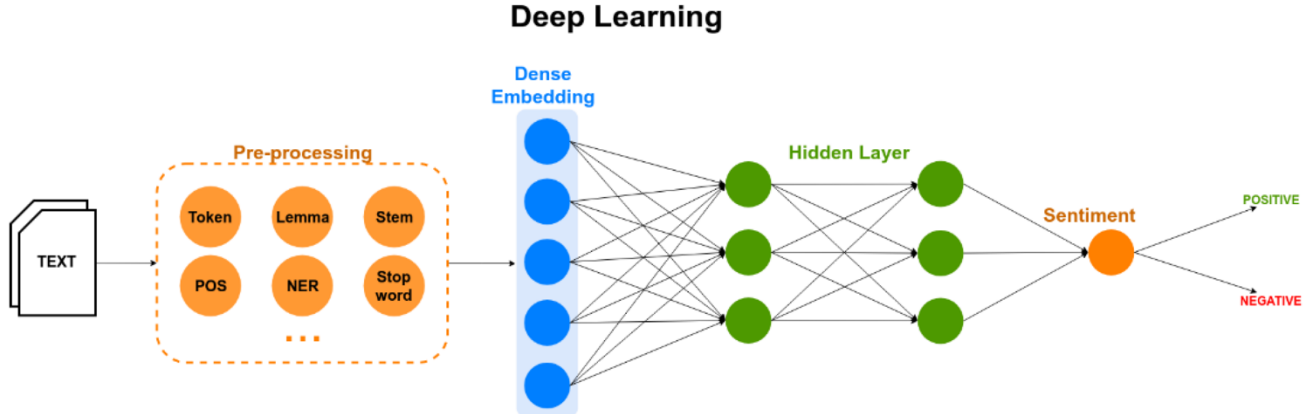 Deep Learning
Dense
Embedding
Pre-processing
Hidden Layer
Token
Lemma
Stem
POSITIVE
Sentiment
TEXT
POS
NER
Stop
word
...
NEGATIVE